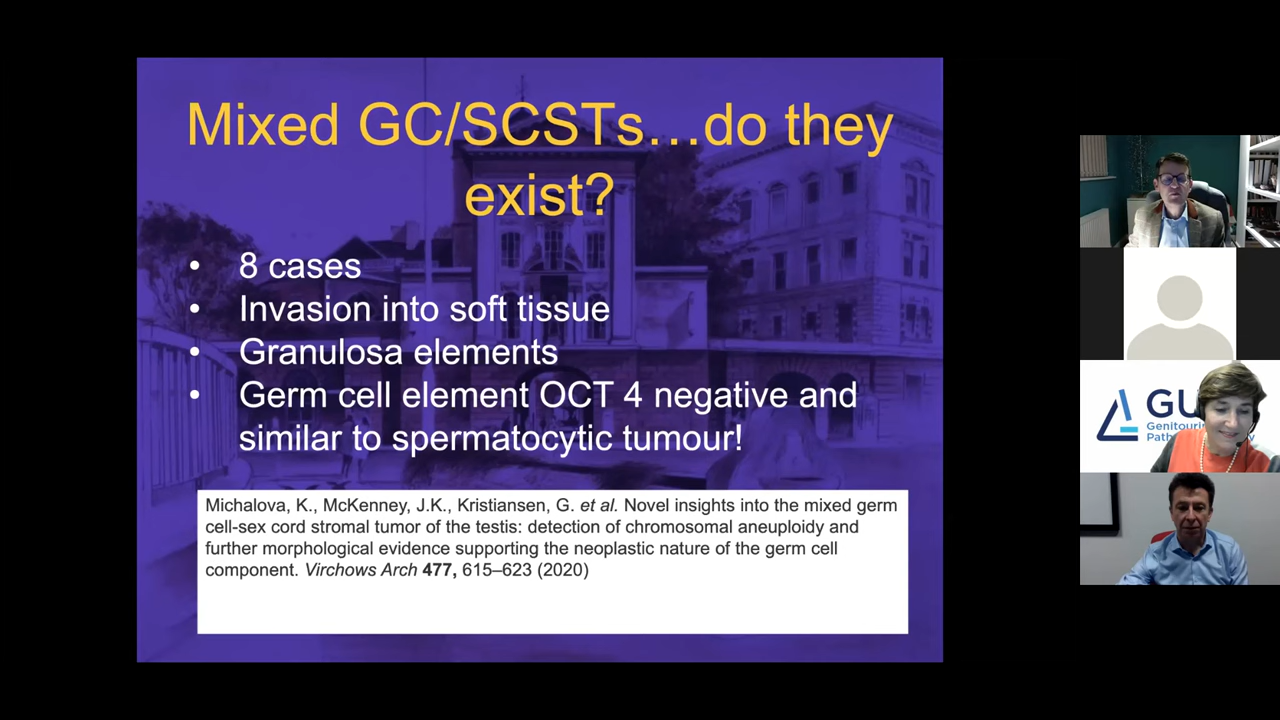 Mixed GC/SCSTs…do they
exist?
• 8 cases
• Invasion into soft tissue
• Granulosa elements
• Germ cell element OCT 4 negative and
similar to spermatocytic tumour!
Michalova, K., McKenney, J.K., Kristiansen, G. et al. Novel insights into the mixed germ
cell-sex cord stromal tumor of the testis: detection of chromosomal aneuploidy and
further morphological evidence supporting the neoplastic nature of the germ cell
component. Virchows Arch 477, 615–623 (2020)
GU